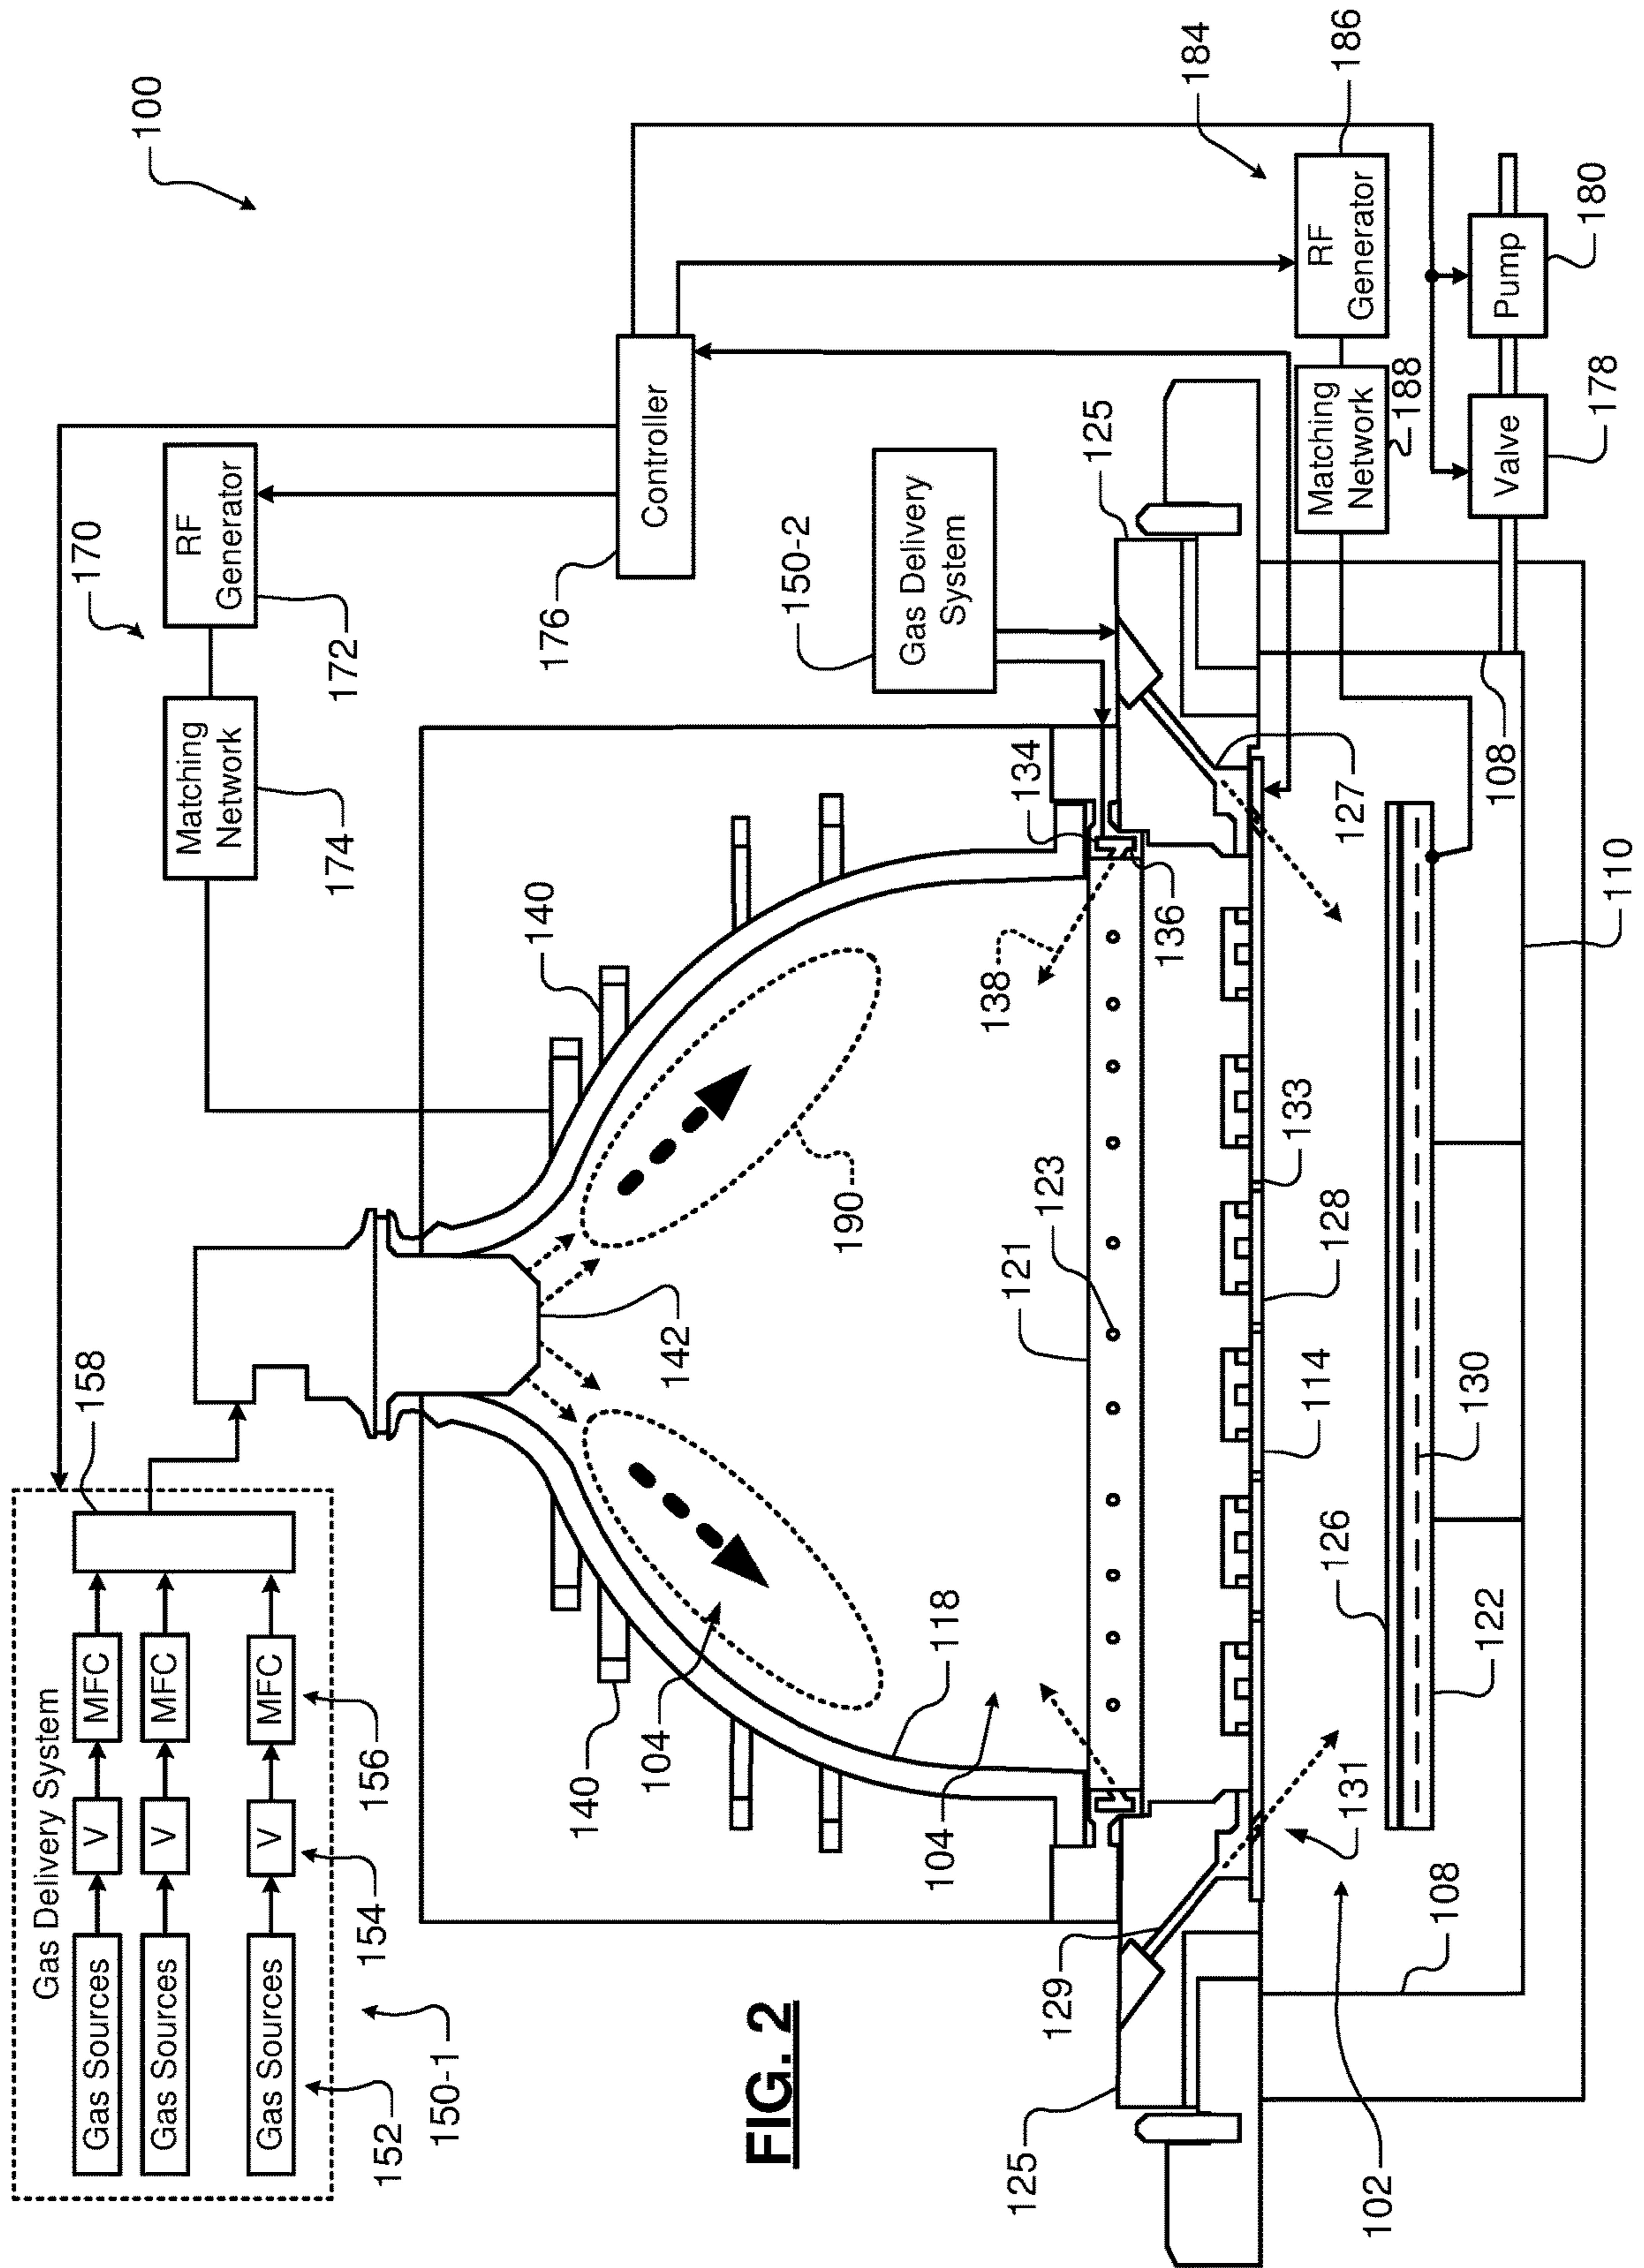 100
Gas Delivery System
Gas Sources
V
MFC
Gas Sources
V
MFC
Gas Sources
V
MFC
152
154
156
150-1
158
170
RF
Generator
172
Matching
Network
174
Controller
176
Gas Delivery
System
150-2
184
RF
Generator
186
Matching
Network
188
Pump
180
Valve
178
140
140
142
190
104
118
104
121
123
138
134
136
125
125
127
129
131
102
133
128
114
130
126
122
108
108
110
FIG. 2